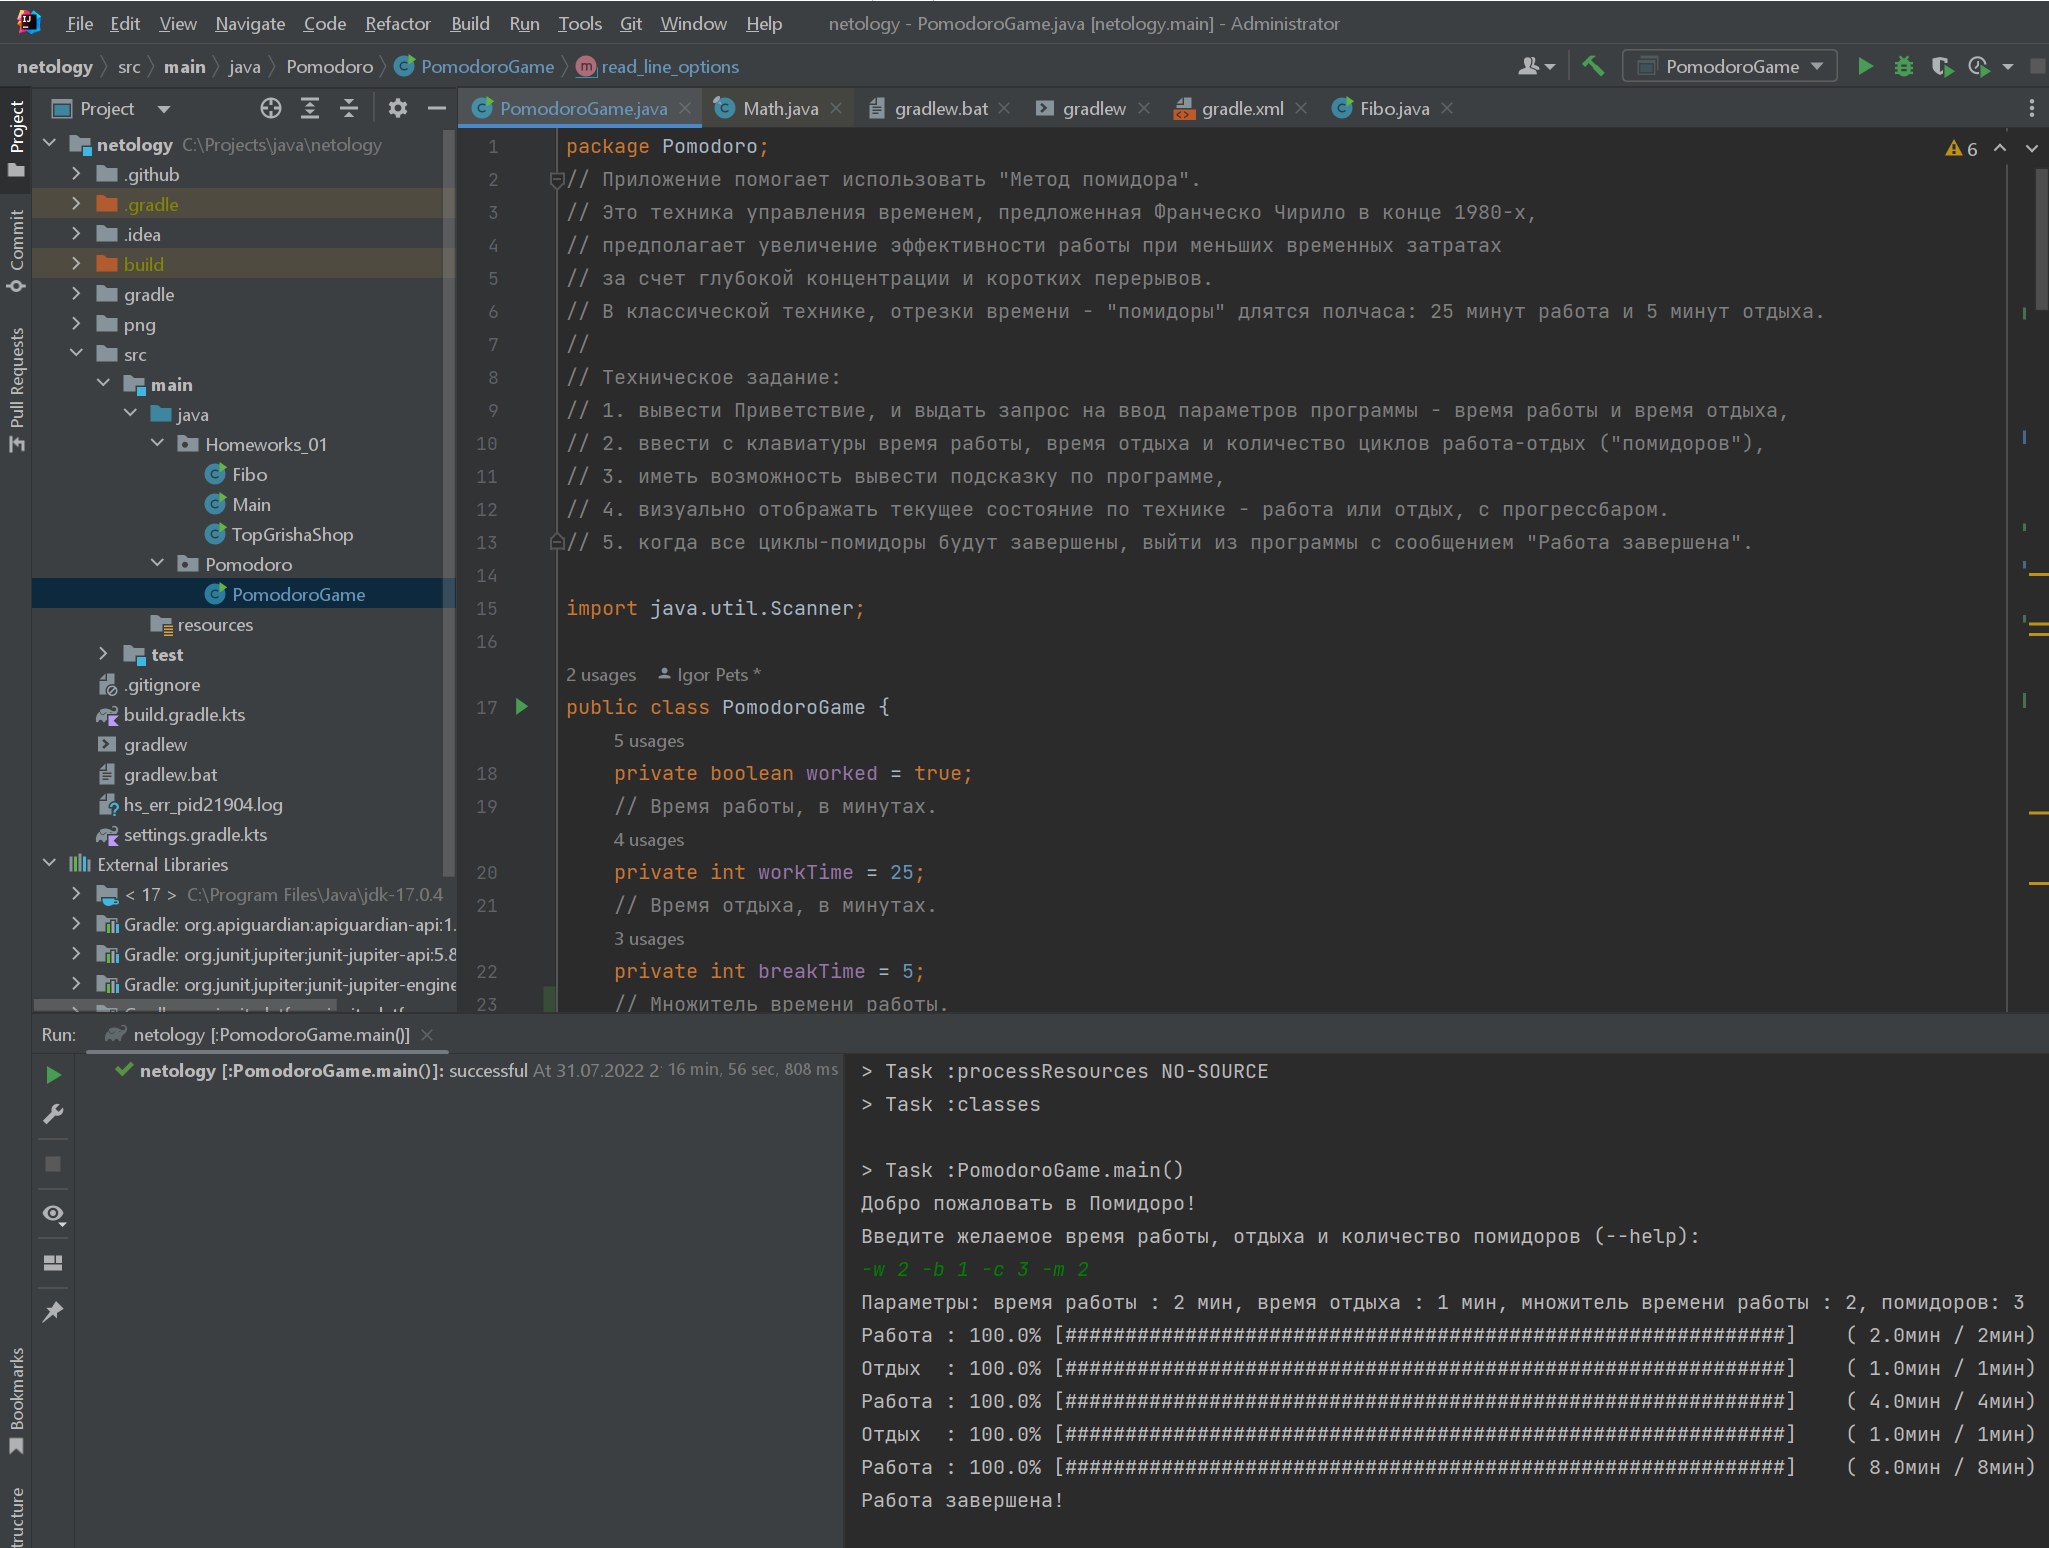 File Edit View Navigate Code Refactor Build Run Tools Git Window Help netology - PomodoroGame.java [netology.main] - Administrator
netology src main java Pomodoro PomodoroGame read_line_options PomodoroGame
Project
Commit
Pull Requests
Bookmarks
Project
netology C:\Projects\java\netology
.github
.gradle
.idea
build
gradle
png
src
main
java
Homeworks_01
Fibo
Main
TopGrishaShop
Pomodoro
PomodoroGame
resources
test
.gitignore
build.gradle.kts
gradlew
gradlew.bat
hs_err_pid21904.log
settings.gradle.kts
External Libraries
< 17 > C:\Program Files\Java\jdk-17.0.4
Gradle: org.apiguardian:apiguardian-api:1.
Gradle: org.junit.jupiter:junit-jupiter-api:5.8
Gradle: org.junit.jupiter:junit-jupiter-engine
PomodoroGame.java Math.java gradlew.bat gradlew gradle.xml Fibo.java
6
1 package Pomodoro;
2 // Приложение помогает использовать "Метод помидора".
3 // Это техника управления временем, предложенная Франческо Чирило в конце 1980-х,
4 // предполагает увеличение эффективности работы при меньших временных затратах
5 // за счет глубокой концентрации и коротких перерывов.
6 // В классической технике, отрезки времени - "помидоры" длятся полчаса: 25 минут работа и 5 минут отдыха.
7 //
8 // Техническое задание:
9 // 1. вывести Приветствие, и выдать запрос на ввод параметров программы - время работы и время отдыха,
10 // 2. ввести с клавиатуры время работы, время отдыха и количество циклов работа-отдых ("помидоров"),
11 // 3. иметь возможность вывести подсказку по программе,
12 // 4. визуально отображать текущее состояние по технике - работа или отдых, с прогрессбаром.
13 // 5. когда все циклы-помидоры будут завершены, выйти из программы с сообщением "Работа завершена".
14
15 import java.util.Scanner;
16
2 usages Igor Pets *
17 public class PomodoroGame {
5 usages
18 private boolean worked = true;
19 // Время работы, в минутах.
4 usages
20 private int workTime = 25;
21 // Время отдыха, в минутах.
3 usages
22 private int breakTime = 5;
23 // Множитель времени работы.
Run: netology [:PomodoroGame.main()]
netology [:PomodoroGame.main()]: successful At 31.07.2022 2 16 min, 56 sec, 808 ms
> Task :processResources NO-SOURCE
> Task :classes
> Task :PomodoroGame.main()
Добро пожаловать в Помидоро!
Введите желаемое время работы, отдыха и количество помидоров (--help):
-w 2 -b 1 -c 3 -m 2
Параметры: время работы : 2 мин, время отдыха : 1 мин, множитель времени работы : 2, помидоров: 3
Работа : 100.0% [############################################################] ( 2.0мин / 2мин)
Отдых : 100.0% [############################################################] ( 1.0мин / 1мин)
Работа : 100.0% [############################################################] ( 4.0мин / 4мин)
Отдых : 100.0% [############################################################] ( 1.0мин / 1мин)
Работа : 100.0% [############################################################] ( 8.0мин / 8мин)
Работа завершена!